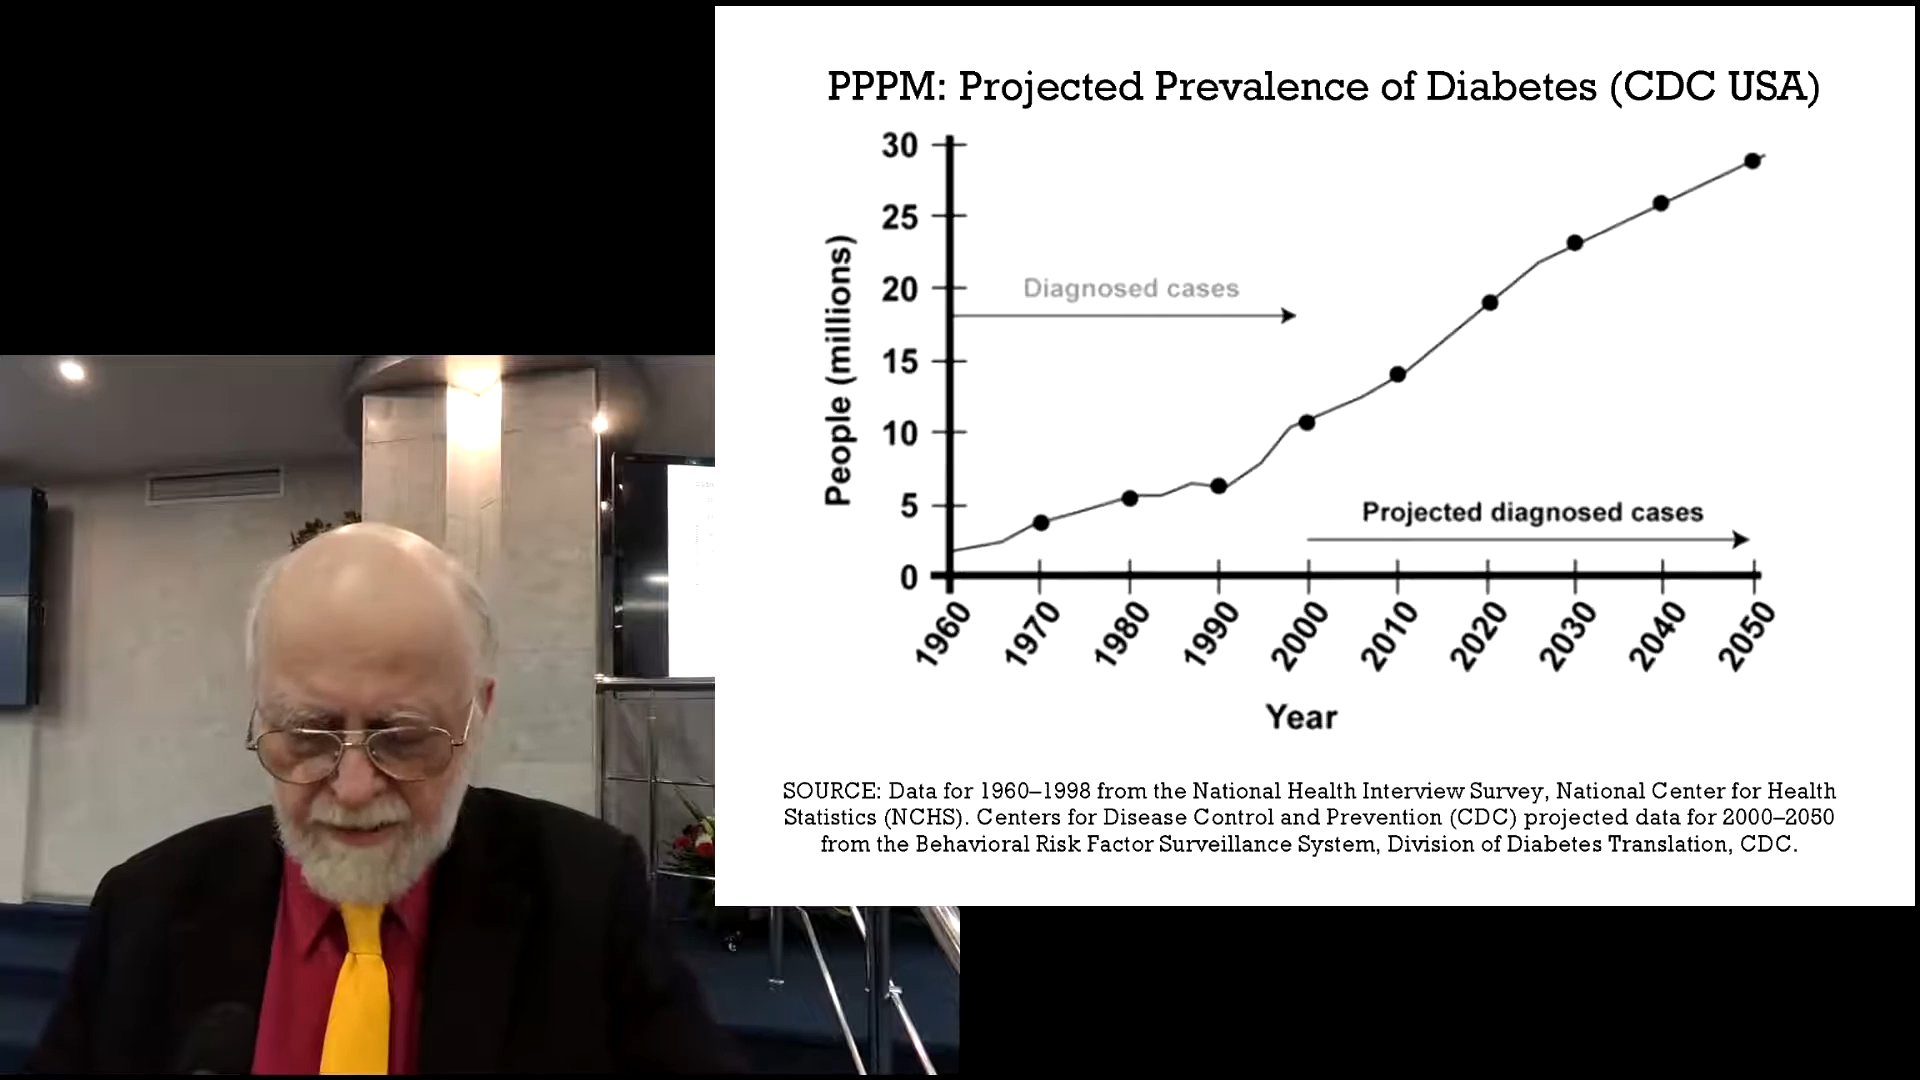 PPPM: Projected Prevalence of Diabetes (CDC USA)
30
25
20
15
10
5
0
People (millions)
Diagnosed cases
Projected diagnosed cases
1960
1970
1980
1990
2000
2010
2020
2030
2040
2050
Year
SOURCE: Data for 1960–1998 from the National Health Interview Survey, National Center for Health
Statistics (NCHS). Centers for Disease Control and Prevention (CDC) projected data for 2000–2050
from the Behavioral Risk Factor Surveillance System, Division of Diabetes Translation, CDC.